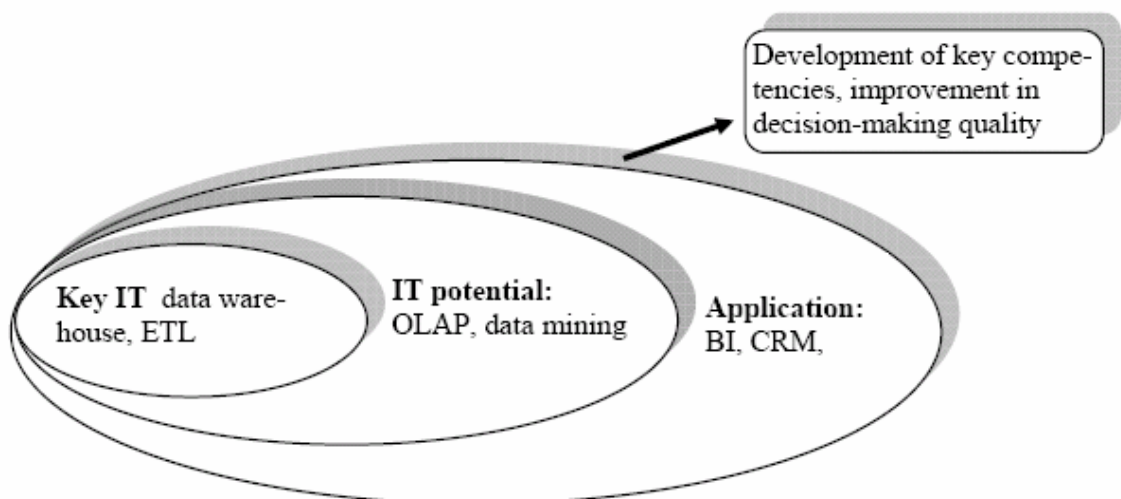 Development of key compe-
tencies, improvement in
decision-making quality
Key IT data ware-
house, ETL
IT potential:
OLAP, data mining
Application:
BI, CRM,